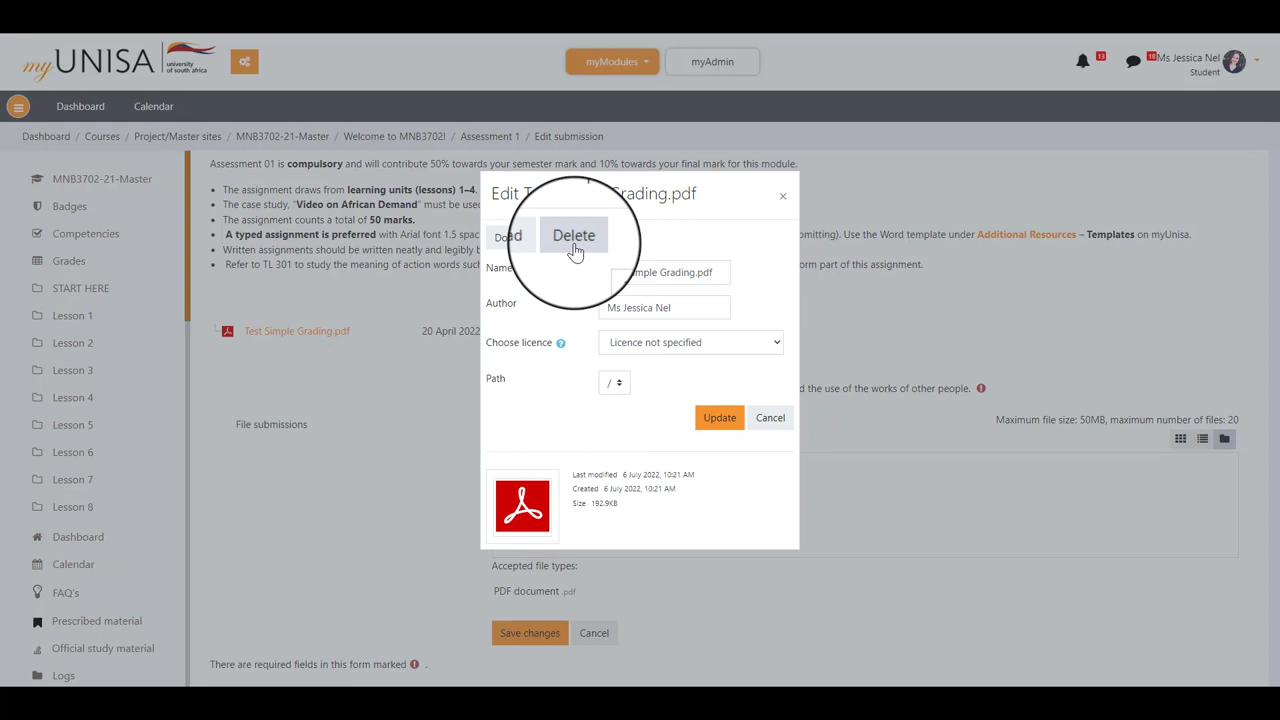 myUNISA university of south africa
myModules
myAdmin
13
18
Ms Jessica Nel
Student
Dashboard Calendar
Dashboard / Courses / Project/Master sites / MNB3702-21-Master / Welcome to MNB3702! / Assessment 1 / Edit submission
MNB3702-21-Master
Badges
Competencies
Grades
START HERE
Lesson 1
Lesson 2
Lesson 3
Lesson 4
Lesson 5
Lesson 6
Lesson 7
Lesson 8
Dashboard
Calendar
FAQ's
Prescribed material
Official study material
Logs
Assessment 01 is compulsory and will contribute 50% towards your semester mark and 10% towards your final mark for this module.
The assignment draws from learning units (lessons) 1–4.
The case study, "Video on African Demand" must be
The assignment counts a total of 50 marks.
A typed assignment is preferred with Arial font 1.5 Use the Word template under Additional Resources – Templates on myUnisa.
Written assignments should be written neatly and form part of this assignment.
Refer to TL 301 to study the meaning of action words
Test Simple Grading.pdf 20 April 2022
the use of the works of other people.
File submissions
Maximum file size: 50MB, maximum number of files: 20
Edit Grading.pdf
×
Delete
Name Grading.pdf
Author Ms Jessica Nel
Choose licence ? Licence not specified
Path /
Update Cancel
Last modified 6 July 2022, 10:21 AM
Created 6 July 2022, 10:21 AM
Size 192.9KB
Accepted file types:
PDF document .pdf
Save changes Cancel
There are required fields in this form marked .